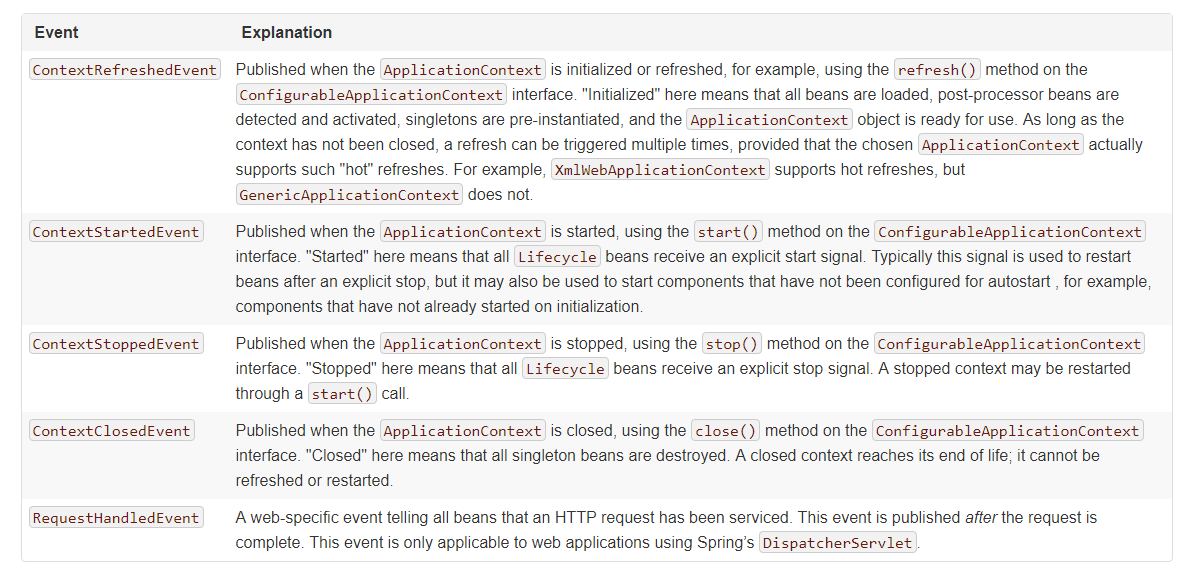 Event Explanation
ContextRefreshedEvent Published when the ApplicationContext is initialized or refreshed, for example, using the refresh() method on the
ConfigurableApplicationContext interface. "Initialized" here means that all beans are loaded, post-processor beans are
detected and activated, singletons are pre-instantiated, and the ApplicationContext object is ready for use. As long as the
context has not been closed, a refresh can be triggered multiple times, provided that the chosen ApplicationContext actually
supports such "hot" refreshes. For example, XmlWebApplicationContext supports hot refreshes, but
GenericApplicationContext does not.
ContextStartedEvent Published when the ApplicationContext is started, using the start() method on the ConfigurableApplicationContext
interface. "Started" here means that all Lifecycle beans receive an explicit start signal. Typically this signal is used to restart
beans after an explicit stop, but it may also be used to start components that have not been configured for autostart , for example,
components that have not already started on initialization.
ContextStoppedEvent Published when the ApplicationContext is stopped, using the stop() method on the ConfigurableApplicationContext
interface. "Stopped" here means that all Lifecycle beans receive an explicit stop signal. A stopped context may be restarted
through a start() call.
ContextClosedEvent Published when the ApplicationContext is closed, using the close() method on the ConfigurableApplicationContext
interface. "Closed" here means that all singleton beans are destroyed. A closed context reaches its end of life; it cannot be
refreshed or restarted.
RequestHandledEvent A web-specific event telling all beans that an HTTP request has been serviced. This event is published after the request is
complete. This event is only applicable to web applications using Spring’s DispatcherServlet.